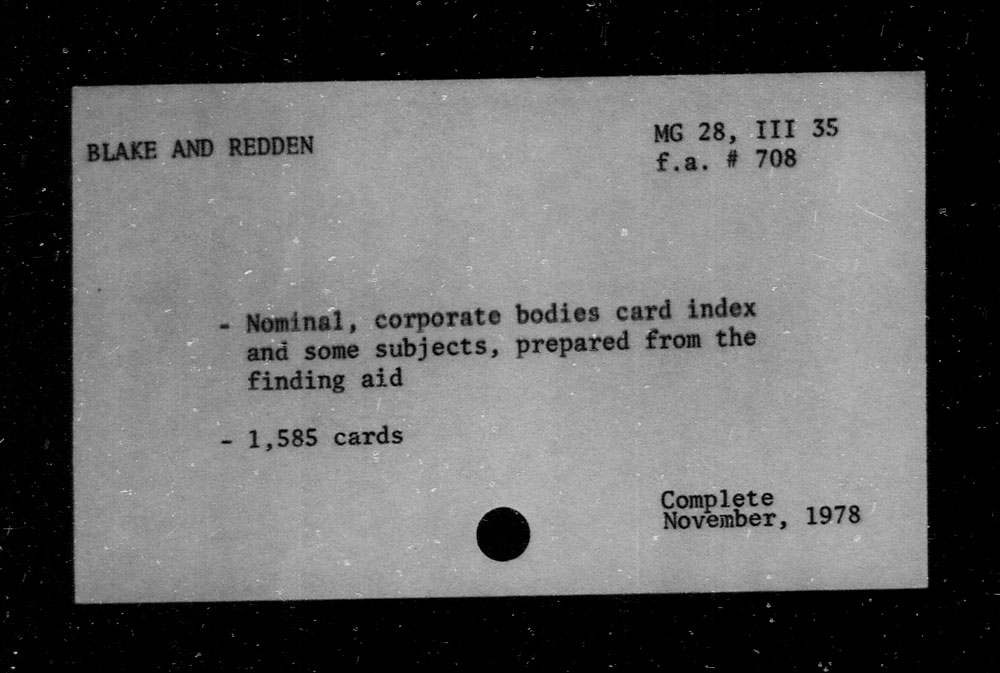 BLAKE AND REDDEN
MG 28, III 35
f.a. # 708
- Nominal, corporate bodies card index
and some subjects, prepared from the
finding aid
- 1,585 cards
Complete
November, 1978